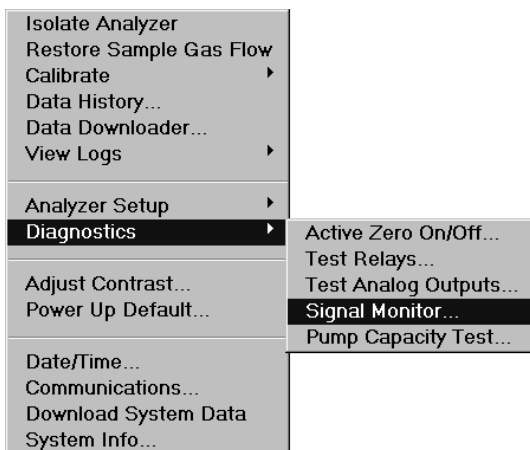 Isolate Analyzer
Restore Sample Gas Flow
Calibrate
Data History...
Data Downloader...
View Logs
Analyzer Setup
Diagnostics
Adjust Contrast...
Power Up Default...
Date/Time...
Communications...
Download System Data
System Info...
Active Zero On/Off...
Test Relays...
Test Analog Outputs...
Signal Monitor...
Pump Capacity Test...